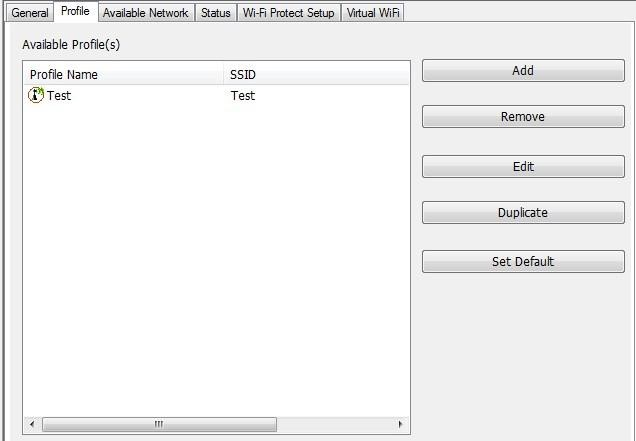 General Profile Available Network Status Wi-Fi Protect Setup Virtual WiFi
Available Profile(s)
Profile Name SSID
Test Test
Add
Remove
Edit
Duplicate
Set Default